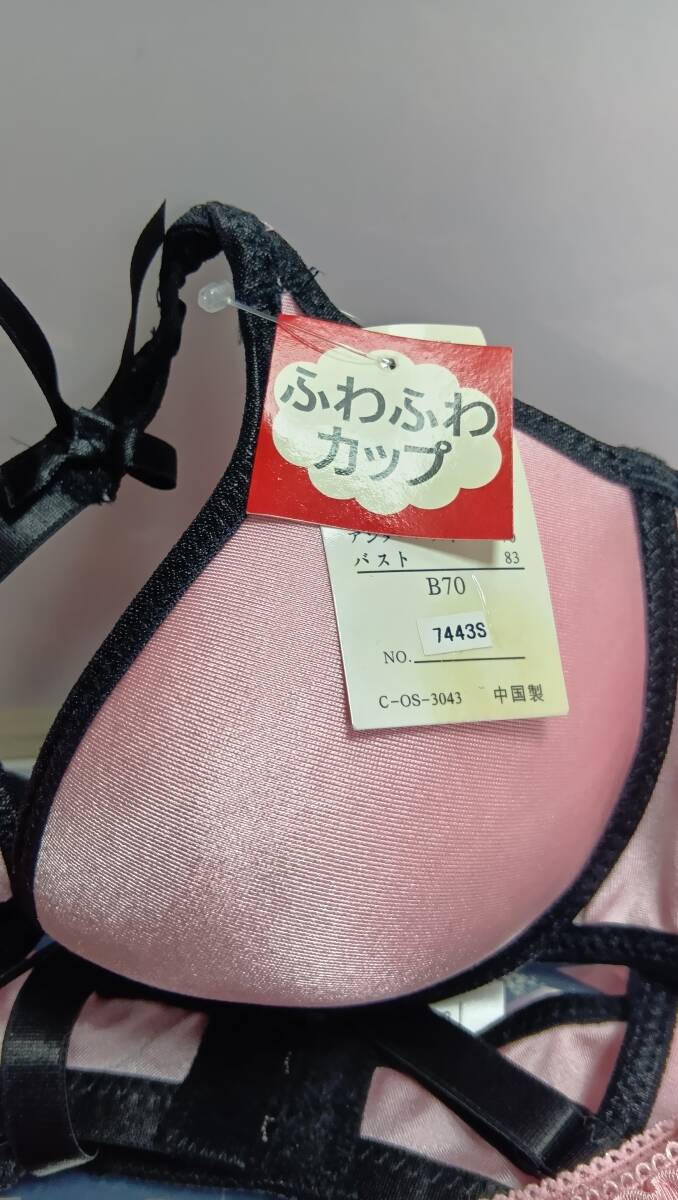 ふわふわ
カップ
バスト 83
B70
7443S
NO.
C-OS-3043 中国製